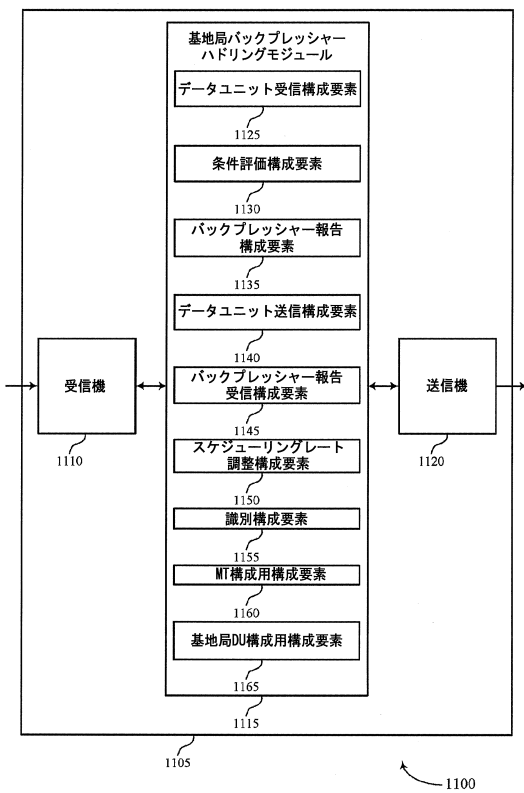 基地局バックプレッシャー
ハドリングモジュール
データユニット受信構成要素
1125
条件評価構成要素
1130
バックプレッシャー報告
構成要素
1135
データユニット送信構成要素
1140
受信機
1110
バックプレッシャー報告
受信構成要素
1145
送信機
1120
スケジューリングレート
調整構成要素
1150
識別構成要素
1155
MT構成用構成要素
1160
基地局DU構成用構成要素
1165
1115
1105
1100